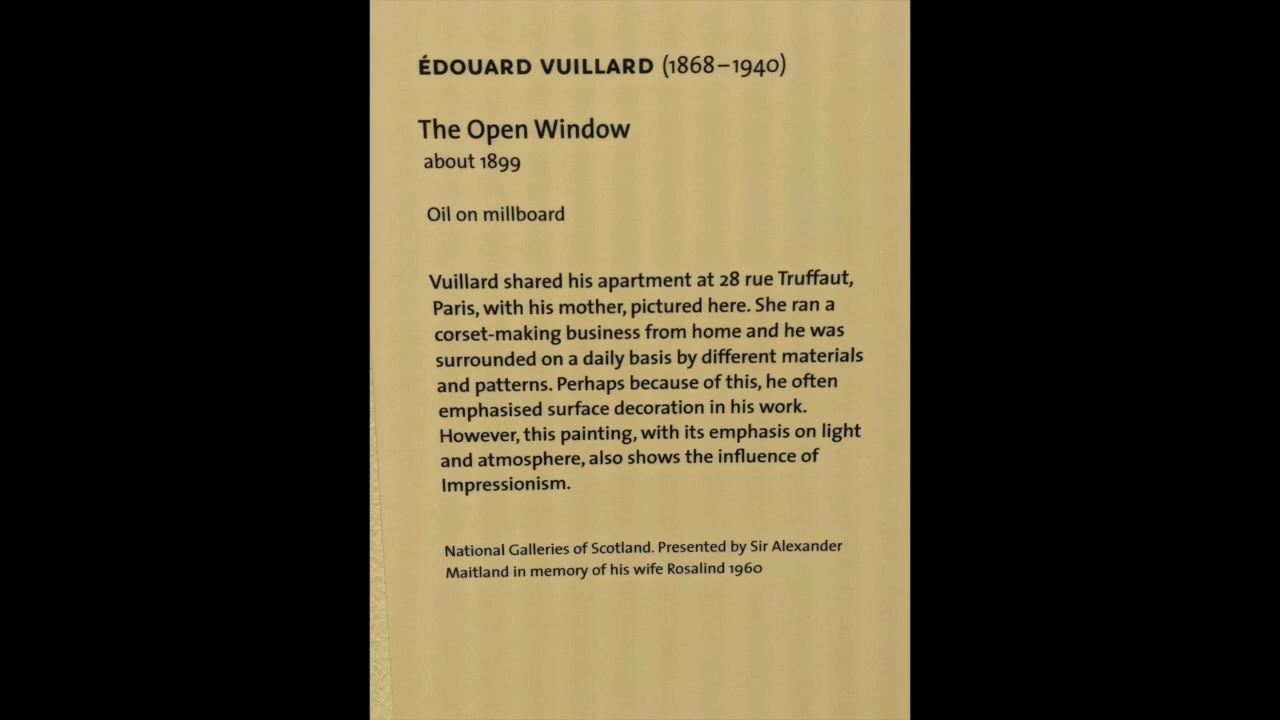 ÉDOUARD VUILLARD (1868–1940)
The Open Window
about 1899
Oil on millboard
Vuillard shared his apartment at 28 rue Truffaut,
Paris, with his mother, pictured here. She ran a
corset-making business from home and he was
surrounded on a daily basis by different materials
and patterns. Perhaps because of this, he often
emphasised surface decoration in his work.
However, this painting, with its emphasis on light
and atmosphere, also shows the influence of
Impressionism.
National Galleries of Scotland. Presented by Sir Alexander
Maitland in memory of his wife Rosalind 1960